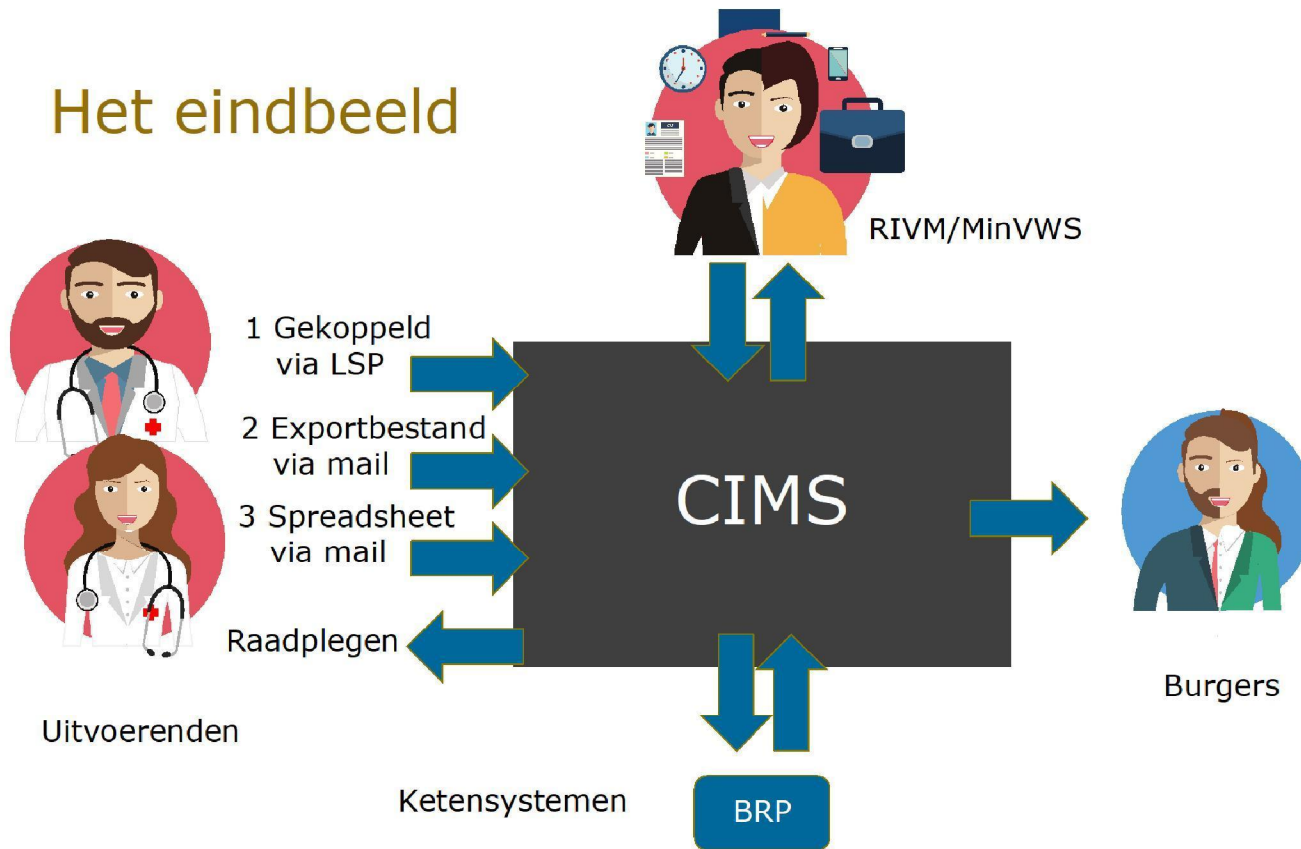 Het eindbeeld
CV
RIVM/MinVWS
1 Gekoppeld
via LSP
2 Exportbestand
via mail
3 Spreadsheet
via mail
Raadplegen
Uitvoerenden
CIMS
Burgers
Ketensystemen
BRP